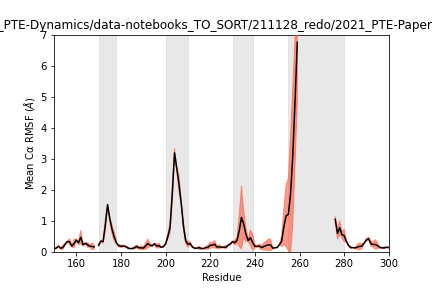 _PTE-Dynamics/data-notebooks_TO_SORT/211128_redo/2021_PTE-Paper
7
6
5
4
3
2
1
0
Mean Cα RMSF (Å)
160 180 200 220 240 260 280 300
Residue